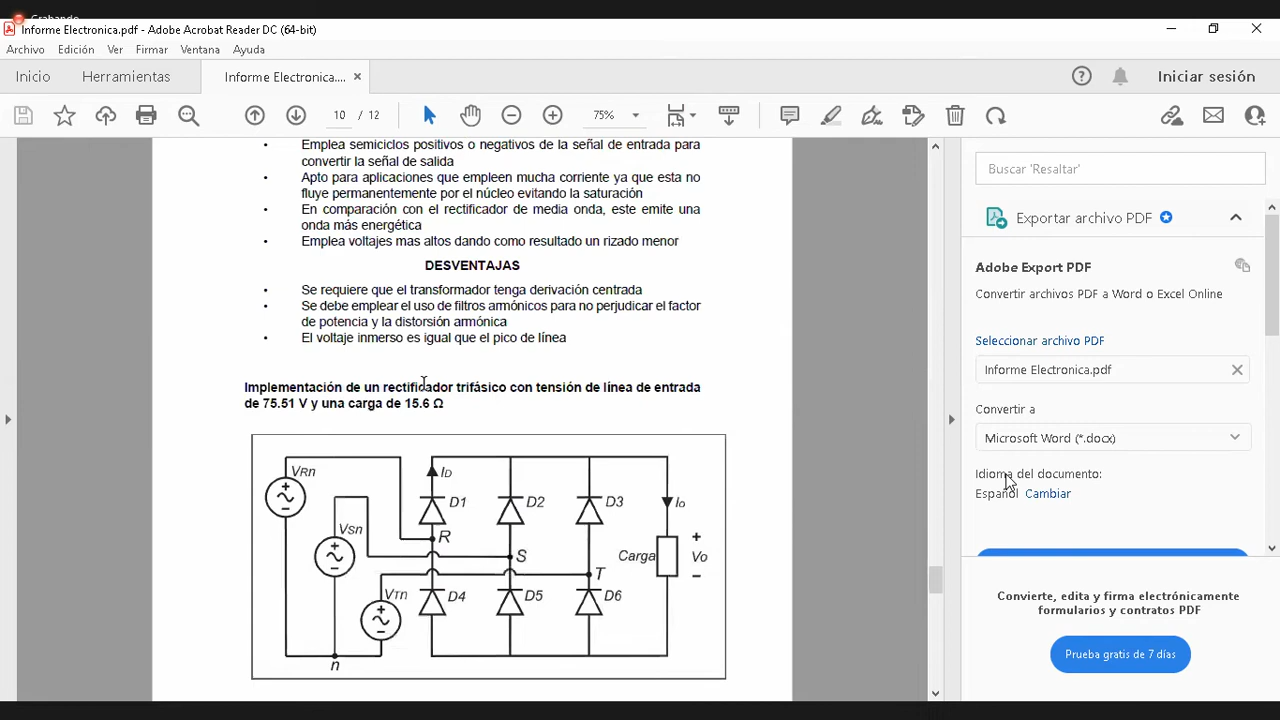 Grabando
Informe Electronica.pdf - Adobe Acrobat Reader DC (64-bit)
Archivo Edición Ver Firmar Ventana Ayuda
Inicio Herramientas Informe Electronica.... × Iniciar sesión
10 / 12 75%
Emplea semiciclos positivos o negativos de la señal de entrada para
convertir la señal de salida
Apto para aplicaciones que empleen mucha corriente ya que esta no
fluye permanentemente por el núcleo evitando la saturación
En comparación con el rectificador de media onda, este emite una
onda más energética
Emplea voltajes mas altos dando como resultado un rizado menor
DESVENTAJAS
Se requiere que el transformador tenga derivación centrada
Se debe emplear el uso de filtros armónicos para no perjudicar el factor
de potencia y la distorsión armónica
El voltaje inmerso es igual que el pico de línea
Implementación de un rectificador trifásico con tensión de línea de entrada
de 75.51 V y una carga de 15.6 Ω
VRn ID Io
D1 D2 D3
VSn R S T
Carga + Vo −
VTn D4 D5 D6
n
Buscar 'Resaltar'
Exportar archivo PDF
Adobe Export PDF
Convertir archivos PDF a Word o Excel Online
Seleccionar archivo PDF
Informe Electronica.pdf
Convertir a
Microsoft Word (*.docx)
Idioma del documento:
Español Cambiar
Convierte, edita y firma electrónicamente
formularios y contratos PDF
Prueba gratis de 7 días